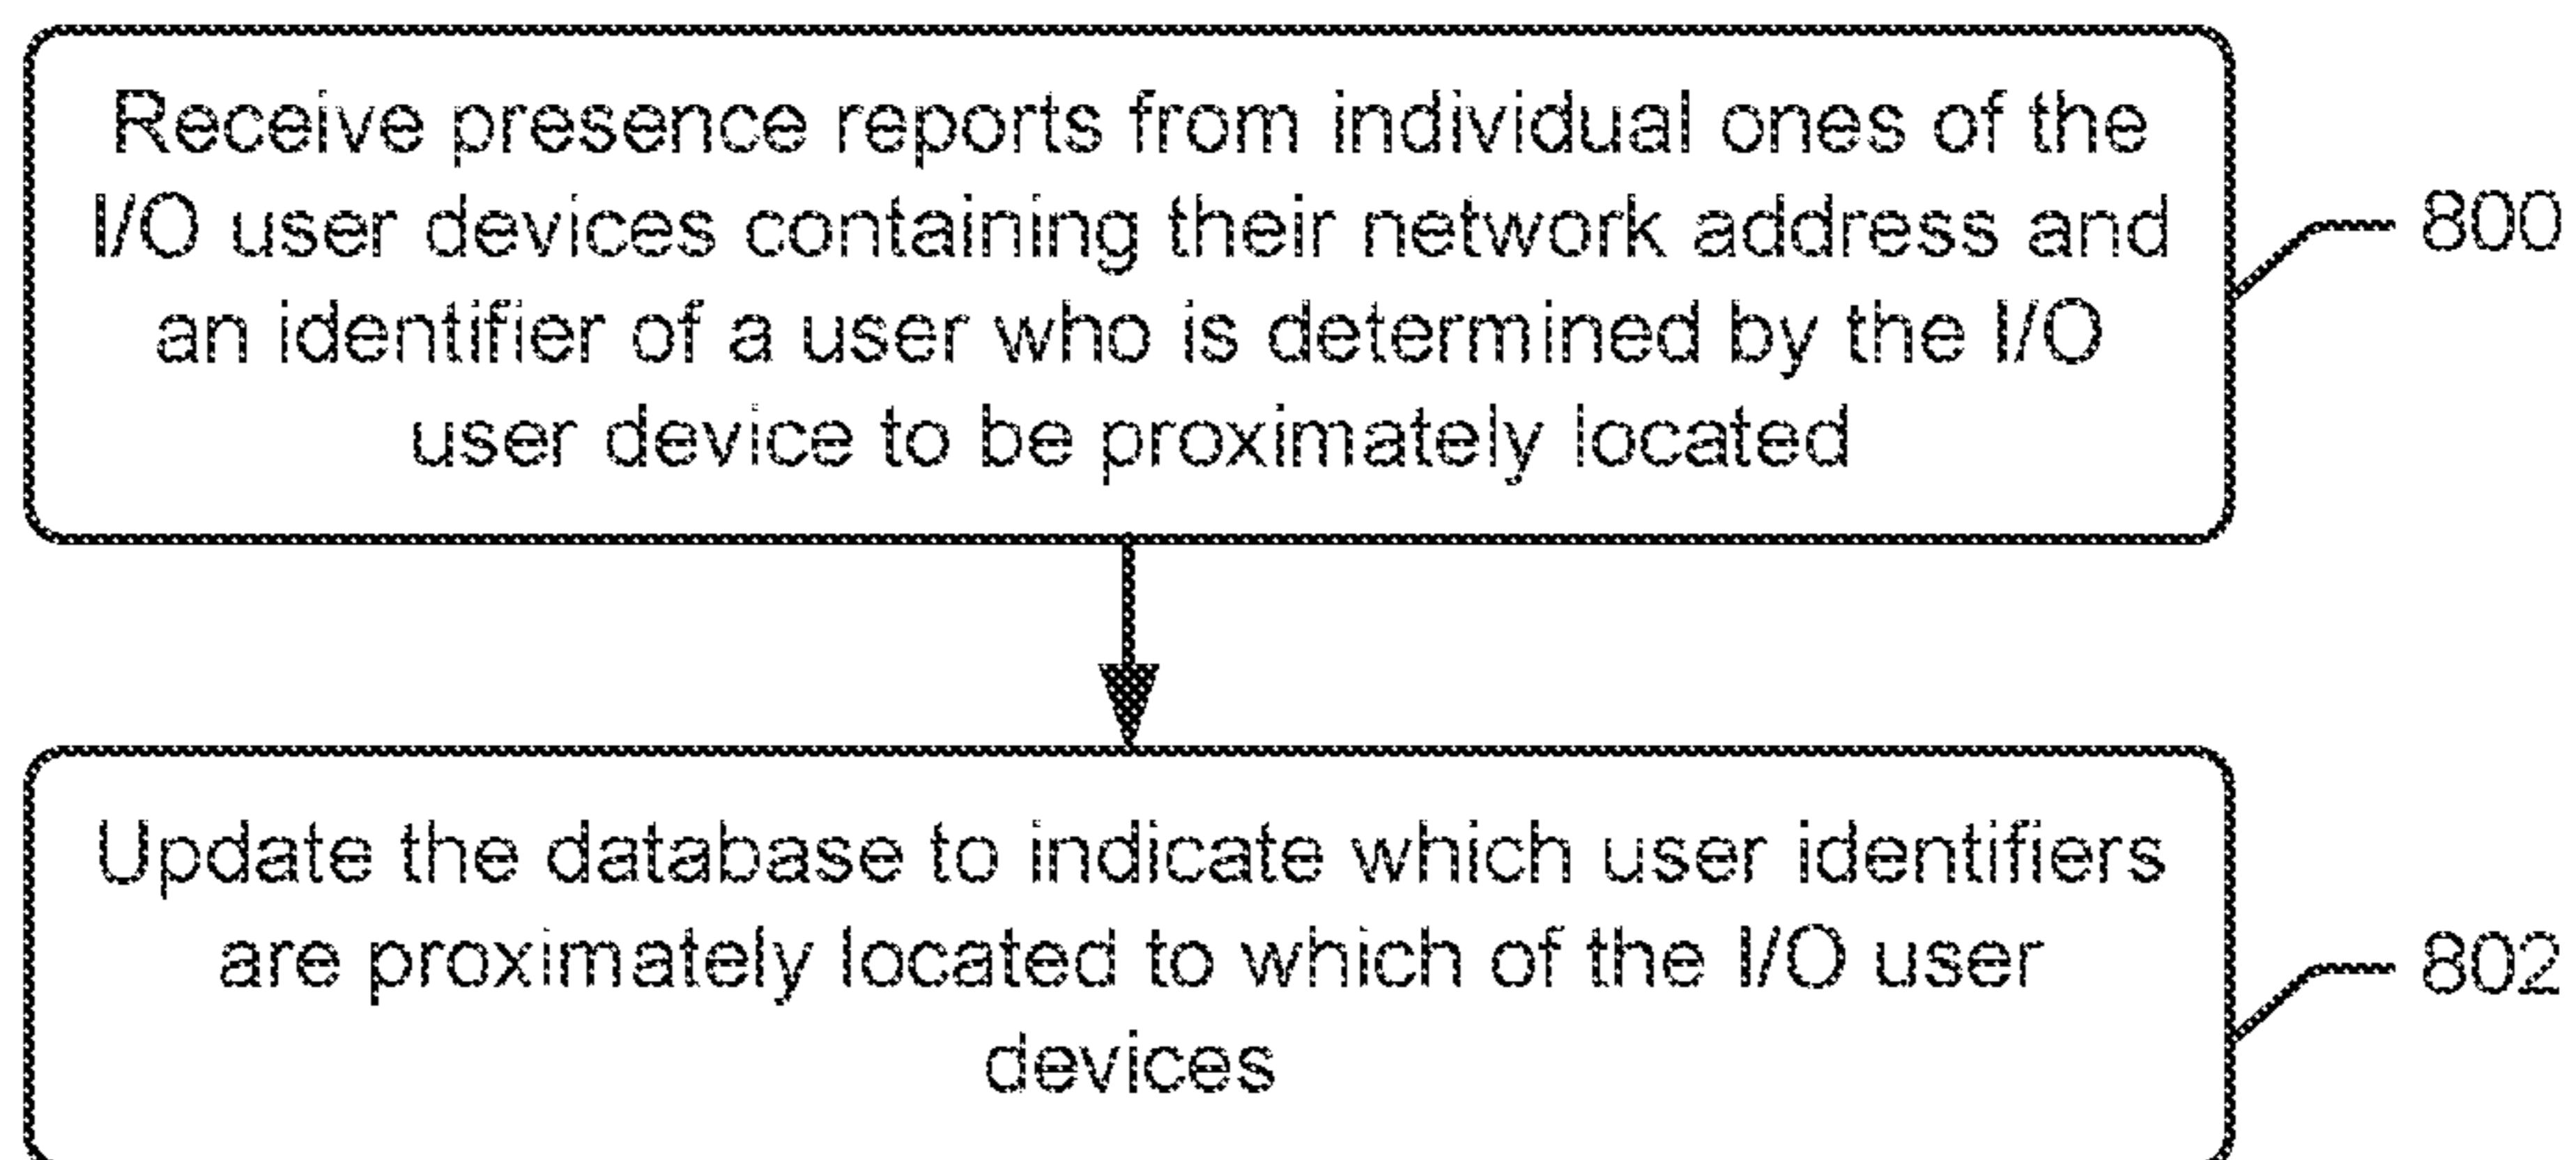 Receive presence reports from individual ones of the
I/O user devices containing their network address and
an identifier of a user who is determined by the I/O
user device to be proximately located
800
Update the database to indicate which user identifiers
are proximately located to which of the I/O user
devices
802